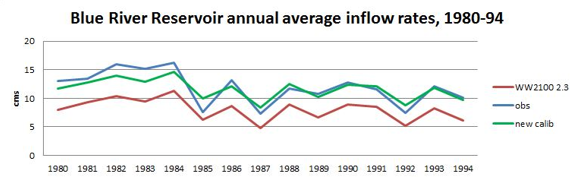 Blue River Reservoir annual average inflow rates, 1980-94
20
15
10
5
0
cms
1980 1981 1982 1983 1984 1985 1986 1987 1988 1989 1990 1991 1992 1993 1994
WW2100 2.3
obs
new calib